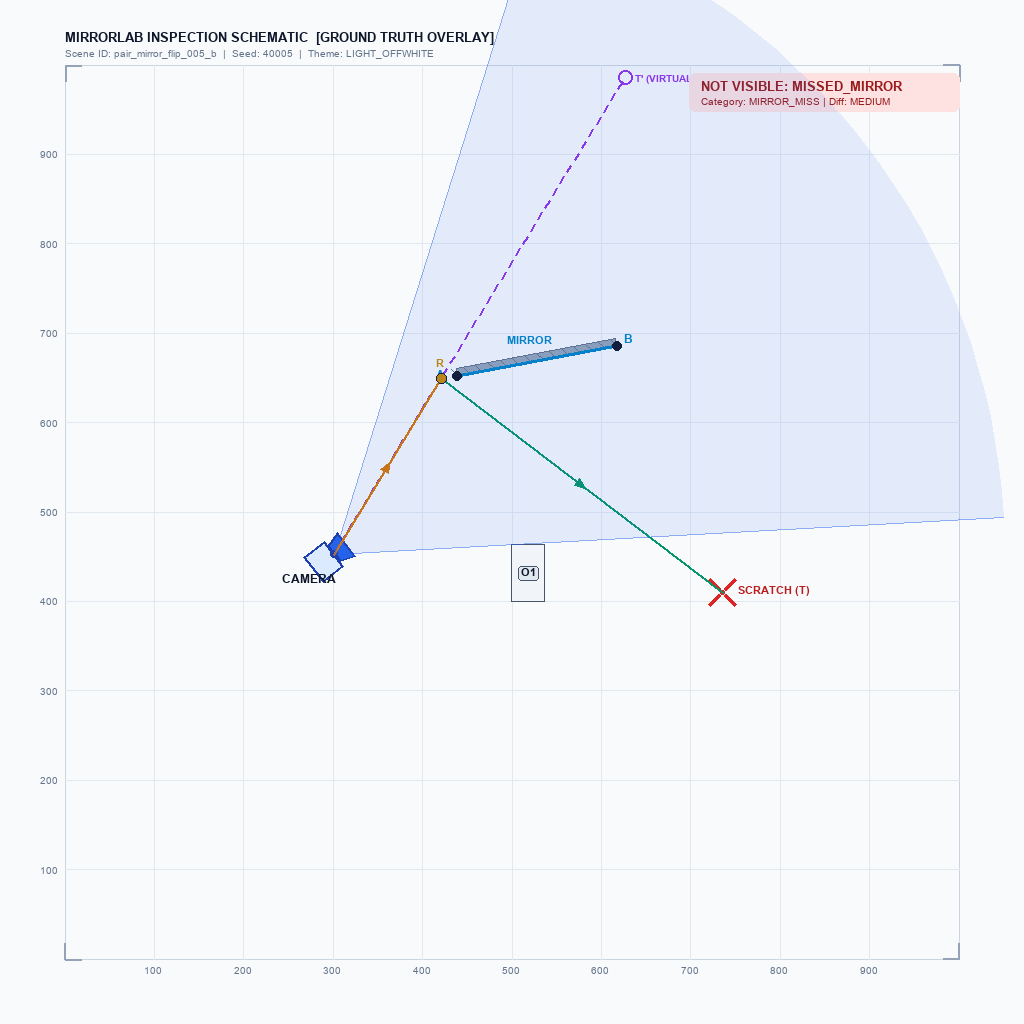 MIRRORLAB INSPECTION SCHEMATIC [GROUND TRUTH OVERLAY]
Scene ID: pair_mirror_flip_005_b | Seed: 40005 | Theme: LIGHT_OFFWHITE
T' (VIRTUAL
NOT VISIBLE: MISSED_MIRROR
Category: MIRROR_MISS | Diff: MEDIUM
900
800
700
600
500
400
300
200
100
MIRROR
B
R
CAMERA
O1
SCRATCH (T)
100
200
300
400
500
600
700
800
900